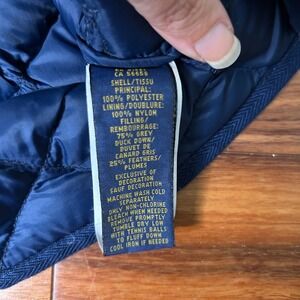 CA 56658
SHELL/TISSU
PRINCIPAL:
100% POLYESTER
LINING/DOUBLURE:
100% NYLON
FILLING/
REMBOURRAGE:
75% GREY
DUCK DOWN/
DUVET DE
CANARD GRIS
25% FEATHERS/
PLUMES
EXCLUSIVE OF
DECORATION
SAUF DECORATION
MACHINE WASH COLD
SEPARATELY
ONLY NON-CHLORINE
BLEACH WHEN NEEDED
REMOVE PROMPTLY
TUMBLE DRY LOW
WITH TENNIS BALLS
TO FLUFF DOWN
COOL IRON IF NEEDED